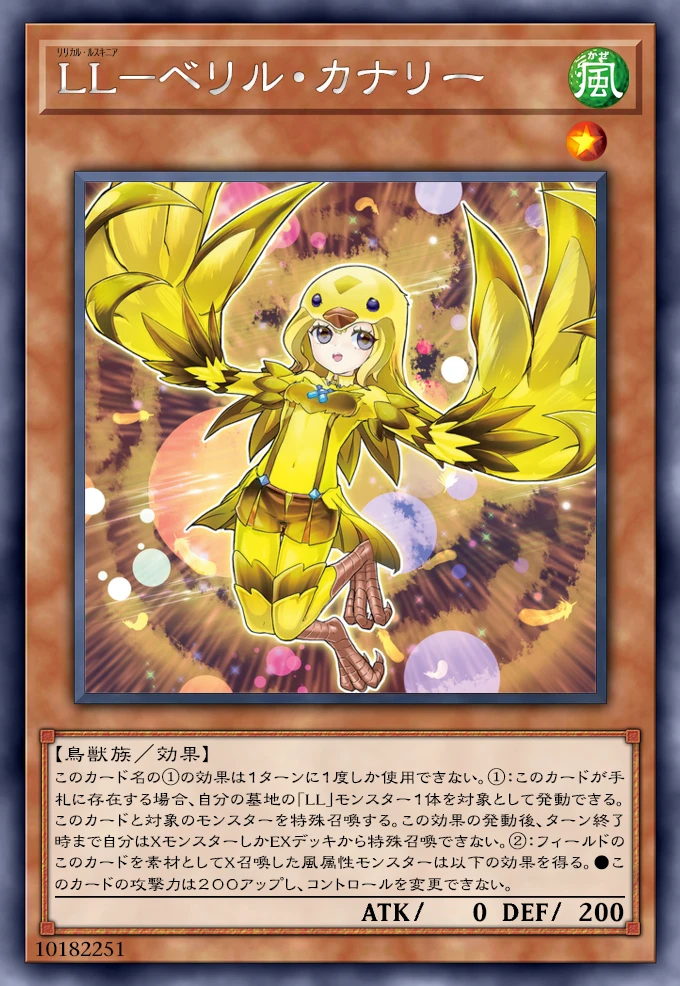 リリカル・ルスキニア
LL－ベリル・カナリー
かぜ
風
【鳥獣族／効果】
このカード名の①の効果は１ターンに１度しか使用できない。①：このカードが手
札に存在する場合、自分の墓地の「LL」モンスター１体を対象として発動できる。
このカードと対象のモンスターを特殊召喚する。この効果の発動後、ターン終了
時まで自分はXモンスターしかEXデッキから特殊召喚できない。②：フィールドの
このカードを素材としてX召喚した風属性モンスターは以下の効果を得る。●こ
のカードの攻撃力は２００アップし、コントロールを変更できない。
ATK/ 0 DEF/ 200
10182251